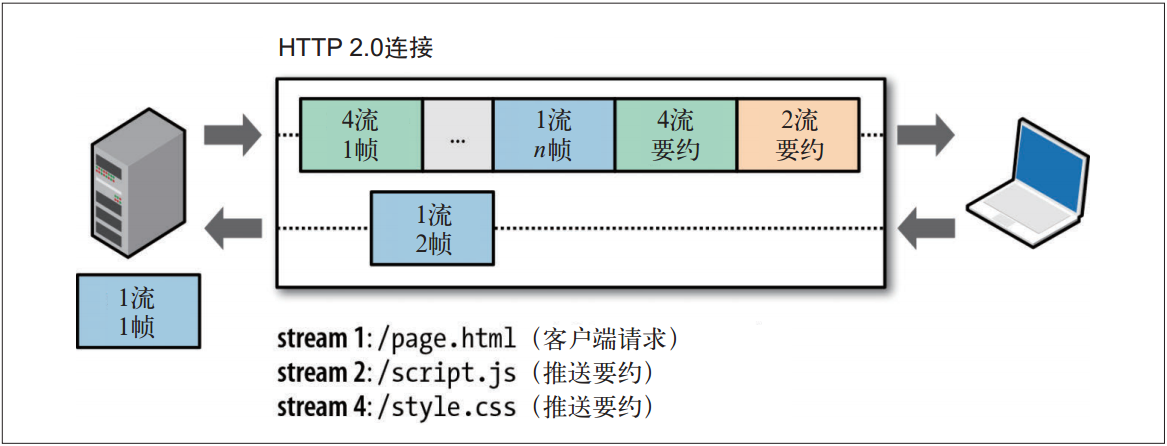 HTTP 2.0连接
4流
1帧
...
1流
n帧
4流
要约
2流
要约
1流
2帧
1流
1帧
stream 1: /page.html（客户端请求）
stream 2: /script.js（推送要约）
stream 4: /style.css（推送要约）